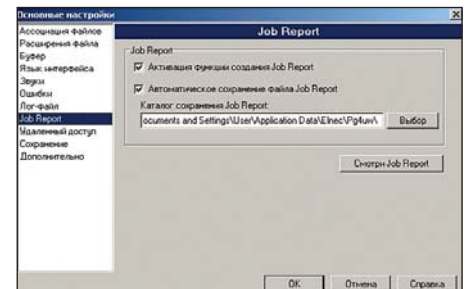 Основные настройки
Ассоциация файлов
Расширения файла
Буфер
Язык интерфейса
Звуки
Ошибки
Лог-файл
Job Report
Удаленный доступ
Сохранение
Дополнительно
Job Report
Job Report
Активация функции создания Job Report
Автоматическое сохранение файла Job Report
Каталог сохранения Job Report:
ocuments and Settings\User\Application Data\Elnec\Pg4uw\
Выбор
Смотри Job Report
OK
Отмена
Справка